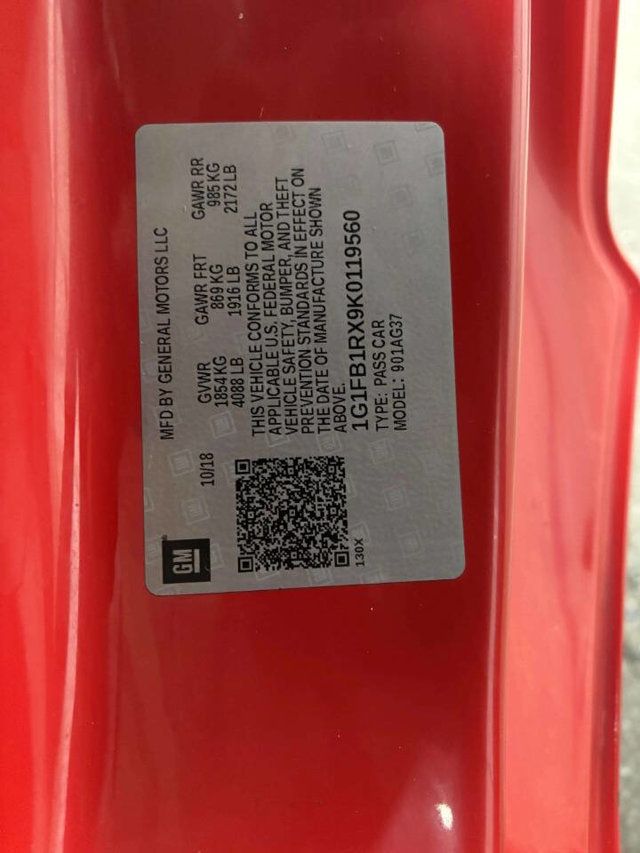 GM
MFD BY GENERAL MOTORS LLC
10/18
GVWR GAWR FRT GAWR RR
1854 KG 869 KG 985 KG
4088 LB 1916 LB 2172 LB
THIS VEHICLE CONFORMS TO ALL
APPLICABLE U.S. FEDERAL MOTOR
VEHICLE SAFETY, BUMPER, AND THEFT
PREVENTION STANDARDS IN EFFECT ON
THE DATE OF MANUFACTURE SHOWN
ABOVE.
1G1FB1RX9K0119560
TYPE: PASS CAR
MODEL: 901AG37
130X